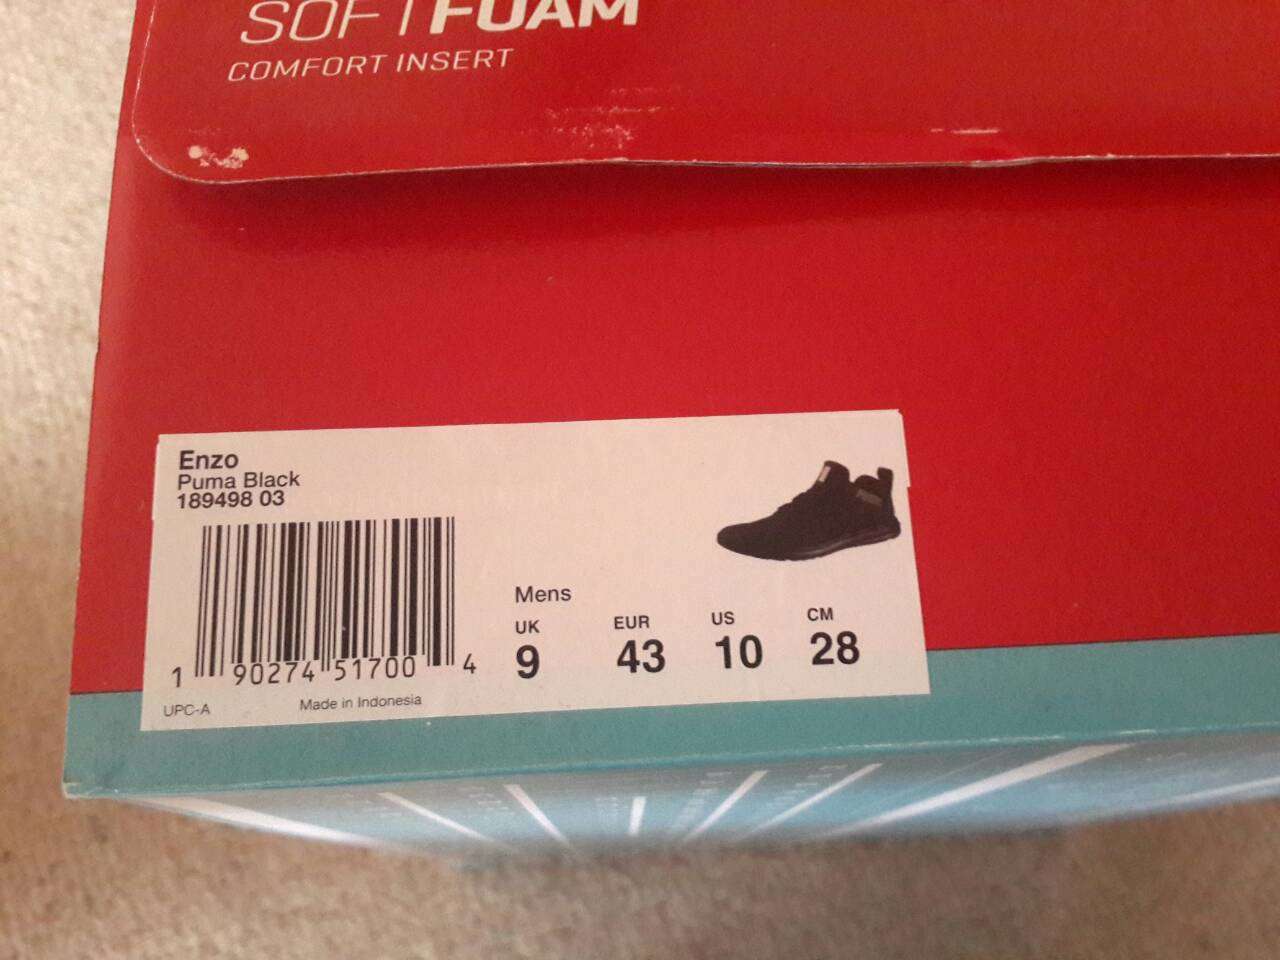 SOFTFOAM
COMFORT INSERT
Enzo
Puma Black
189498 03
Mens
UK EUR US CM
9 43 10 28
1 90274 51700 4
UPC-A Made in Indonesia